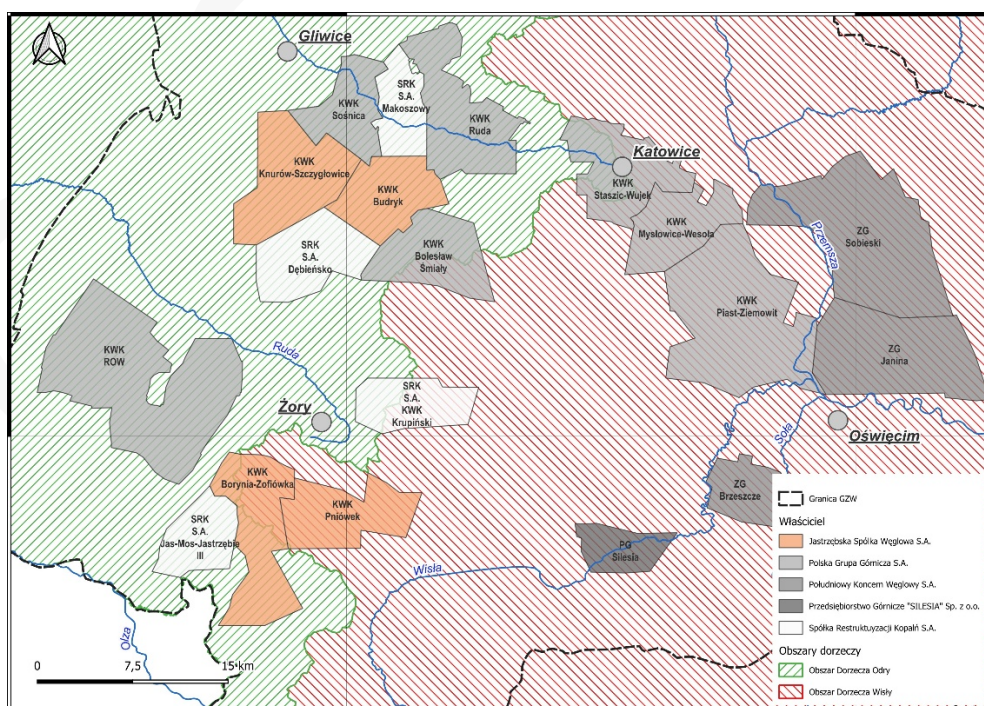 Gliwice
SRK
S.A.
Makoszowy
KWK
Sośnica
KWK
Ruda
Katowice
KWK
Knurów-Szczygłowice
KWK
Budryk
KWK
Staszic-Wujek
KWK
Mysłowice-Wesoła
ZG
Sobieski
Przemsza
SRK
S.A.
Dębieńsko
KWK
Bolesław
Śmiały
KWK
Piast-Ziemowit
ZG
Janina
KWK
ROW
Ruda
SRK
S.A.
KWK
Krupiński
Żory
Soła
Oświęcim
KWK
Borynia-Zofiówka
KWK
Pniówek
ZG
Brzeszcze
SRK
S.A.
Jas-Mos-Jastrzębie
III
PG
Silesia
Wisła
Olza
0
7,5
15 km
Granica GZW
Właściciel
Jastrzębska Spólka Węglowa S.A.
Polska Grupa Górnicza S.A.
Południowy Koncern Węglowy S.A.
Przedsiębiorstwo Górnicze "SILESIA" Sp. z o.o.
Spółka Restruktuyzacji Kopalń S.A.
Obszary dorzeczy
Obszar Dorzecza Odry
Obszar Dorzecza Wisły